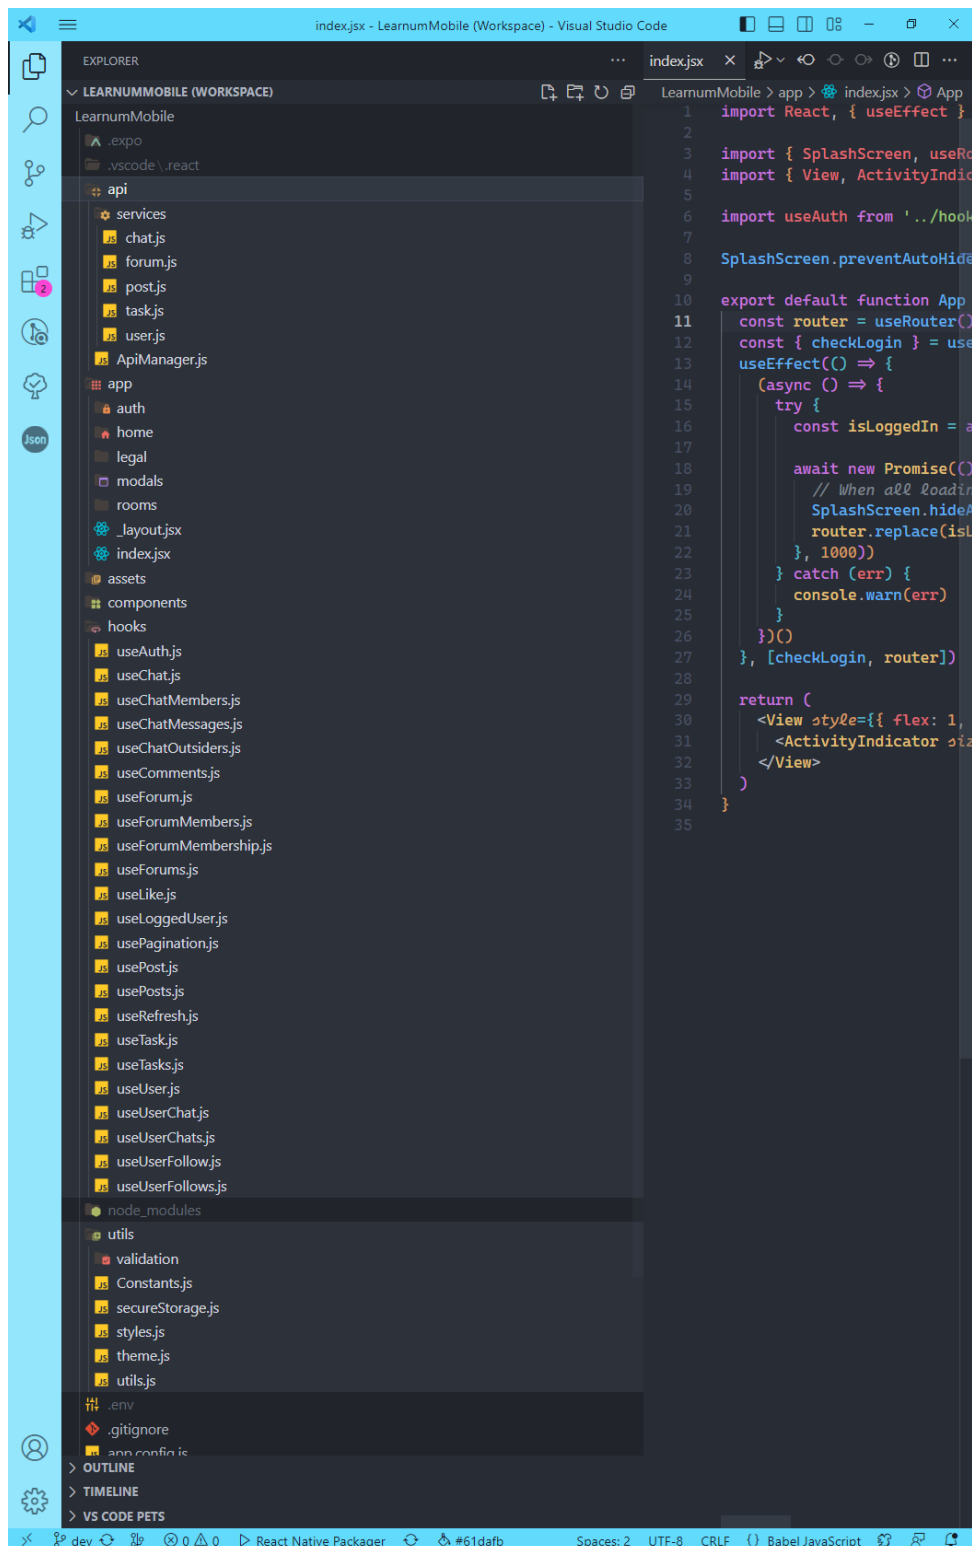 index.jsx - LearnumMobile (Workspace) - Visual Studio Code
EXPLORER
LEARNUMMOBILE (WORKSPACE)
LearnumMobile
.expo
.vscode \ .react
api
services
chat.js
forum.js
post.js
task.js
user.js
ApiManager.js
app
auth
home
legal
modals
rooms
_layout.jsx
index.jsx
assets
components
hooks
useAuth.js
useChat.js
useChatMembers.js
useChatMessages.js
useChatOutsiders.js
useComments.js
useForum.js
useForumMembers.js
useForumMembership.js
useForums.js
useLike.js
useLoggedUser.js
usePagination.js
usePost.js
usePosts.js
useRefresh.js
useTask.js
useTasks.js
useUser.js
useUserChat.js
useUserChats.js
useUserFollow.js
useUserFollows.js
node_modules
utils
validation
Constants.js
secureStorage.js
styles.js
theme.js
utils.js
.env
.gitignore
app.config.js
OUTLINE
TIMELINE
VS CODE PETS
2
Json
index.jsx
LearnumMobile > app > index.jsx > App
1 import React, { useEffect }
2
3 import { SplashScreen, useRo
4 import { View, ActivityIndic
5
6 import useAuth from '../hook
7
8 SplashScreen.preventAutoHide
9
10 export default function App
11 const router = useRouter()
12 const { checkLogin } = use
13 useEffect(() => {
14 (async () => {
15 try {
16 const isLoggedIn = a
17
18 await new Promise(()
19 // When all loadin
20 SplashScreen.hideA
21 router.replace(isL
22 }, 1000))
23 } catch (err) {
24 console.warn(err)
25 }
26 })()
27 }, [checkLogin, router])
28
29 return (
30 <View style={{ flex: 1,
31 <ActivityIndicator siz
32 </View>
33 )
34 }
35
dev 0 0 React Native Packager #61dafb Spaces: 2 UTF-8 CRLF {} Babel JavaScript